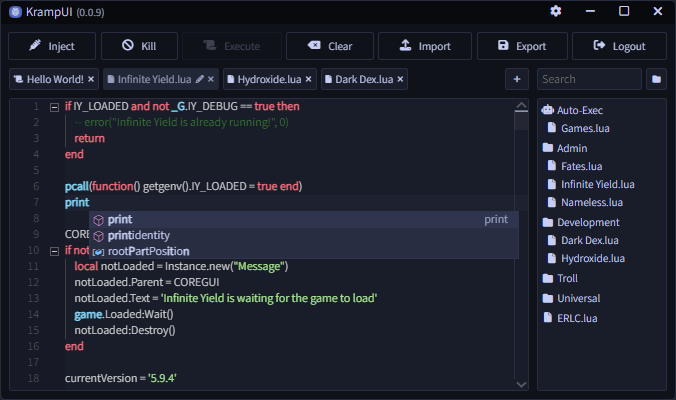 KrampUI (0.0.9)
Inject Kill Execute Clear Import Export Logout
Hello World! Infinite Yield.lua Hydroxide.lua Dark Dex.lua + Search
1 if IY_LOADED and not _G.IY_DEBUG == true then
2 -- error("Infinite Yield is already running!", 0)
3 return
4 end
5
6 pcall(function() getgenv().IY_LOADED = true end)
7 print
8
print print
printidentity
rootPartPosition
9 CORE
10 if not
11 local notLoaded = Instance.new("Message")
12 notLoaded.Parent = COREGUI
13 notLoaded.Text = 'Infinite Yield is waiting for the game to load'
14 game.Loaded:Wait()
15 notLoaded:Destroy()
16 end
17
18 currentVersion = '5.9.4'
Auto-Exec
Games.lua
Admin
Fates.lua
Infinite Yield.lua
Nameless.lua
Development
Dark Dex.lua
Hydroxide.lua
Troll
Universal
ERLC.lua